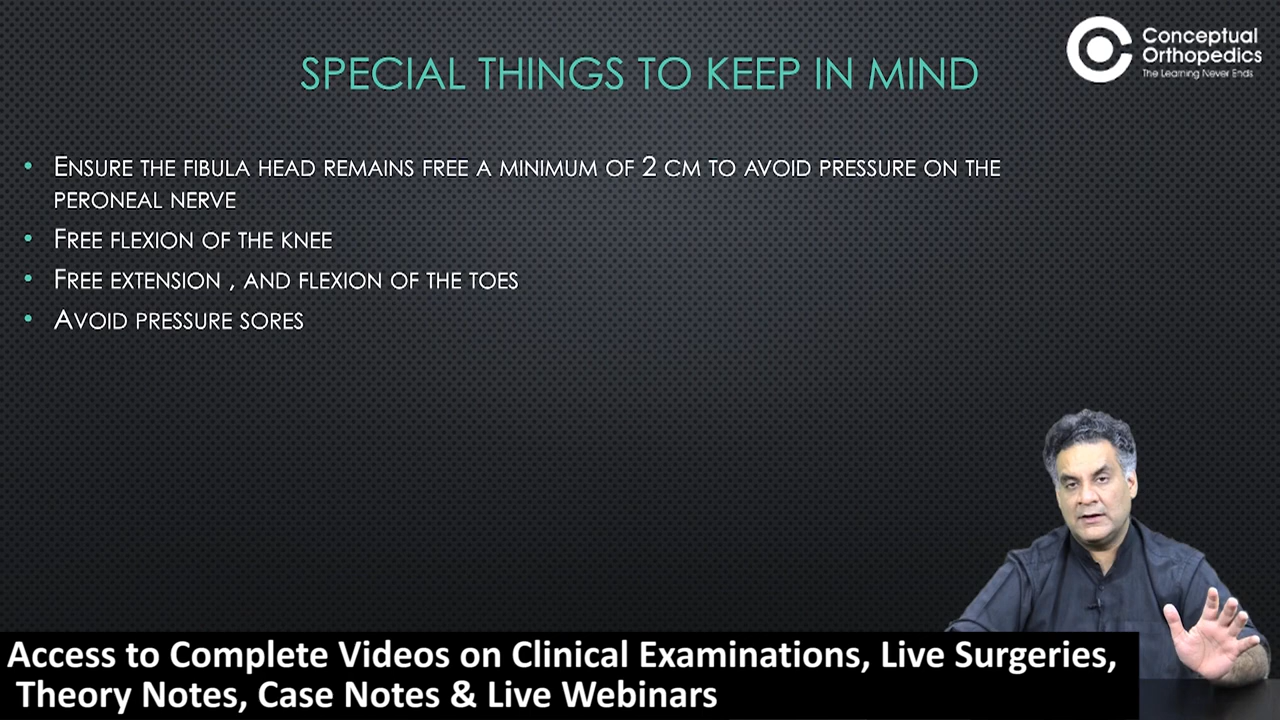 Conceptual
Orthopedics
The Learning Never Ends
SPECIAL THINGS TO KEEP IN MIND
• ENSURE THE FIBULA HEAD REMAINS FREE A MINIMUM OF 2 CM TO AVOID PRESSURE ON THE
PERONEAL NERVE
• FREE FLEXION OF THE KNEE
• FREE EXTENSION , AND FLEXION OF THE TOES
• AVOID PRESSURE SORES
Access to Complete Videos on Clinical Examinations, Live Surgeries,
Theory Notes, Case Notes & Live Webinars